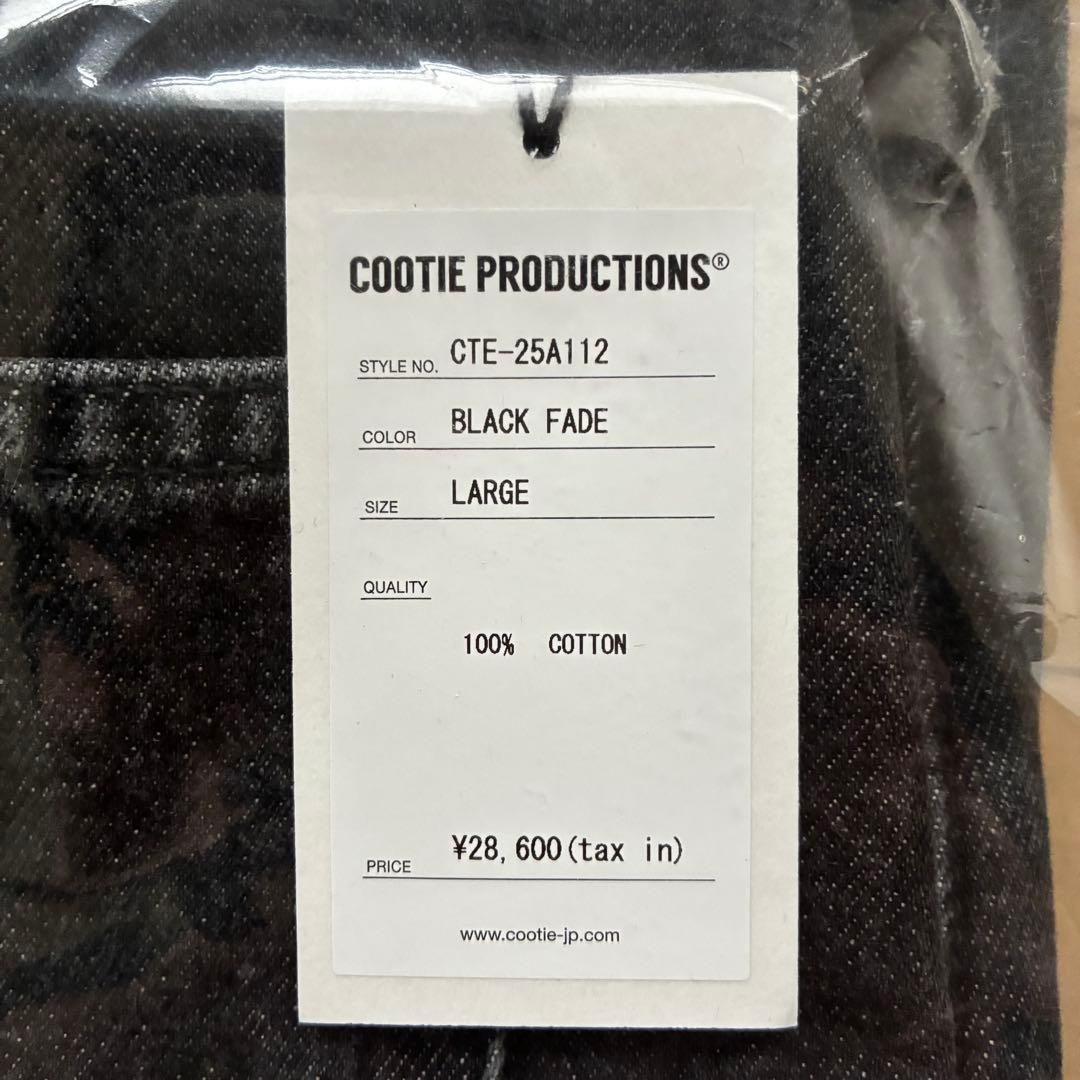 COOTIE PRODUCTIONS®
STYLE NO. CTE-25A112
COLOR BLACK FADE
SIZE LARGE
QUALITY
100% COTTON
PRICE ¥28,600(tax in)
www.cootie-jp.com